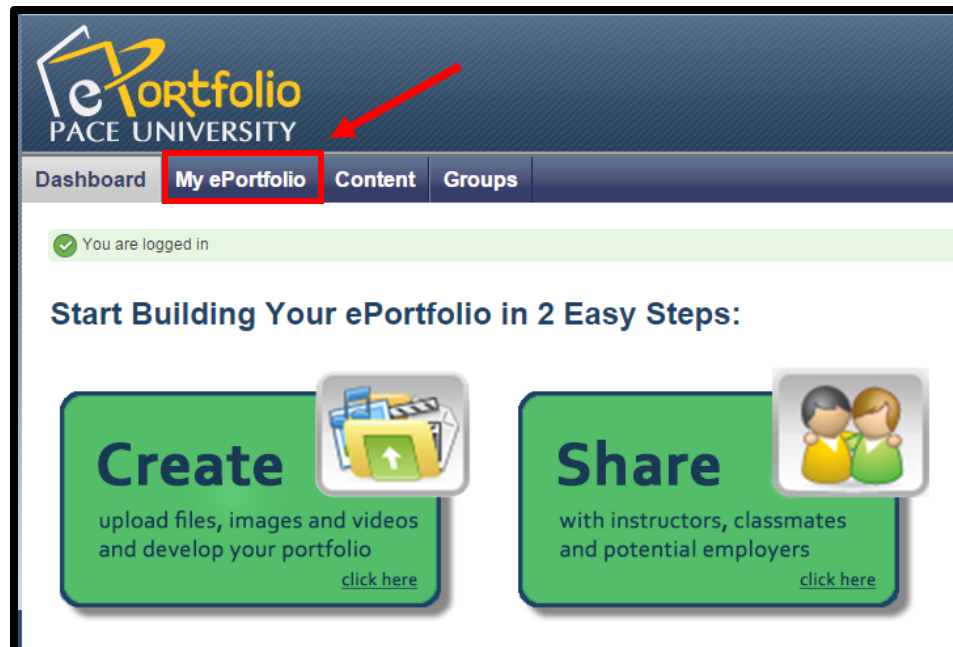 ePortfolio
PACE UNIVERSITY
Dashboard My ePortfolio Content Groups
You are logged in
Start Building Your ePortfolio in 2 Easy Steps:
Create
upload files, images and videos
and develop your portfolio
click here
Share
with instructors, classmates
and potential employers
click here